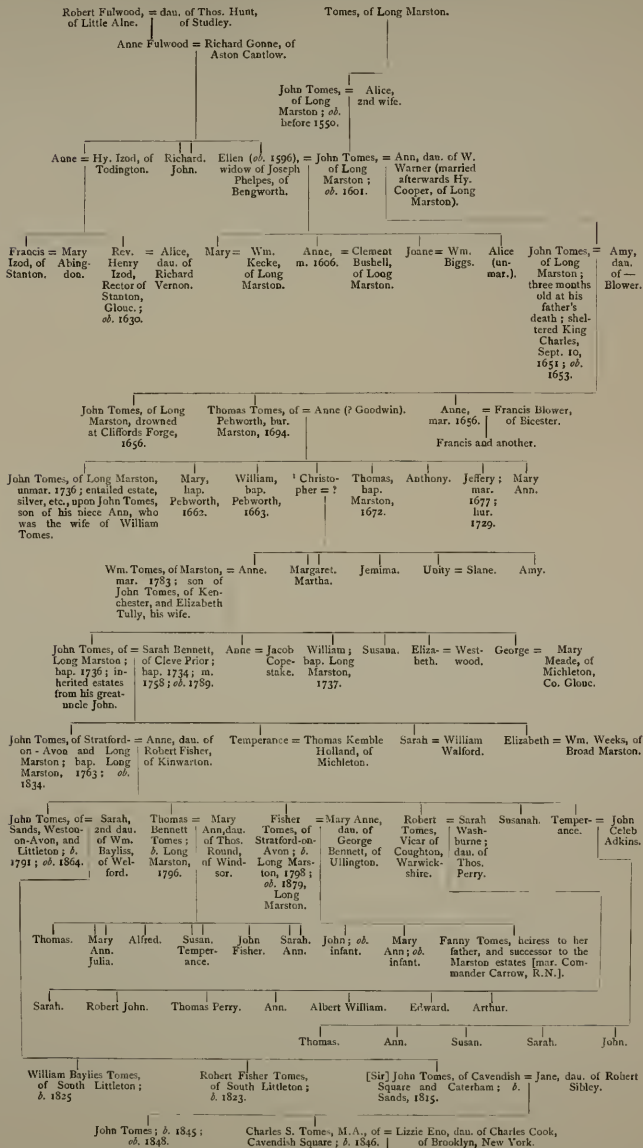 Robert Fulwood, = dau. of Thos. Hunt,
of Little Alne. of Studley.
Tomes, of Long Marston.
Anne Fulwood = Richard Gonne, of
Aston Cantlow.
John Tomes, = Alice,
of Long 2nd wife.
Marston; ob.
before 1550.
Anne = Hy. Izod, of
Todington.
Richard.
John.
Ellen (ob. 1596), = John Tomes, = Ann, dau. of W.
widow of Joseph of Long Warner (married
Phelpes, of Marston; afterwards Hy.
Bengworth. ob. 1601. Cooper, of Long
Marston).
Francis = Mary
Izod, of Abing-
Stanton. don.
Rev. = Alice,
Henry dau. of
Izod, Richard
Rector of Vernon.
Stanton,
Glouc.;
ob. 1630.
Mary = Wm.
Kecke,
of Long
Marston.
Anne, = Clement
m. 1606. Bushell,
of Long
Marston.
Joane = Wm.
Biggs.
Alice
(un-
mar.).
John Tomes, = Amy,
of Long dau.
Marston; of —
three months Blower.
old at his
father's
death; shel-
tered King
Charles,
Sept. 10,
1651; ob.
1653.
John Tomes, of Long
Marston, drowned
at Cliffords Forge,
1656.
Thomas Tomes, of = Anne (? Goodwin).
Pebworth, bur.
Marston, 1694.
Anne, = Francis Blower,
mar. 1656. of Bicester.
Francis and another.
John Tomes, of Long Marston,
unmar. 1736; entailed estate,
silver, etc., upon John Tomes,
son of his niece Ann, who
was the wife of William
Tomes.
Mary,
bap.
Pebworth,
1662.
William,
bap.
Pebworth,
1663.
¹ Christo-
pher = ?
Thomas,
bap.
Marston,
1672.
Anthony.
Jeffery;
mar.
1677;
bur.
1729.
Mary
Ann.
Wm. Tomes, of Marston, = Anne.
mar. 1783; son of
John Tomes, of Ken-
chester, and Elizabeth
Tully, his wife.
Margaret.
Martha.
Jemima.
Unity = Slane.
Amy.
John Tomes, of = Sarah Bennett,
Long Marston; of Cleve Prior;
bap. 1736; in- bap. 1734; m.
herited estates 1758; ob. 1789.
from his great-
uncle John.
Anne = Jacob
Cope-
stake.
William;
bap. Long
Marston,
1737.
Susana.
Eliza- = West-
beth. wood.
George = Mary
Meade, of
Michleton,
Co. Glouc.
John Tomes, of Stratford- = Anne, dau. of
on-Avon and Long Robert Fisher,
Marston; bap. Long of Kinwarton.
Marston, 1763; ob.
1834.
Temperance = Thomas Kemble
Holland, of
Michleton.
Sarah = William
Walford.
Elizabeth = Wm. Weeks, of
Broad Marston.
John Tomes, of = Sarah,
Sands, Weston- 2nd dau.
on-Avon, and of Wm.
Littleton; b. Bayliss,
1791; ob. 1864. of Wel-
ford.
Thomas = Mary
Bennett Ann, dau.
Tomes; of Thos.
b. Long Round,
Marston, of Wind-
1796. sor.
Fisher = Mary Anne,
Tomes, of dau. of
Stratford-on- George
Avon; b. Bennett, of
Long Mars- Ullington.
ton, 1798;
ob. 1879,
Long
Marston.
Robert = Sarah
Tomes, Wash-
Vicar of burne;
Coughton, dau. of
Warwick- Thos.
shire. Perry.
Susanah.
Temper- = John
ance. Celeb
Adkins.
Thomas.
Mary
Ann.
Julia.
Alfred.
Susan.
Temper-
ance.
John
Fisher.
Sarah.
Ann.
John; ob.
infant.
Mary
Ann; ob.
infant.
Fanny Tomes, heiress to her
father, and successor to the
Marston estates [mar. Com-
mander Carrow, R.N.].
Sarah. Robert John. Thomas Perry. Ann. Albert William. Edward. Arthur.
Thomas. Ann. Susan. Sarah. John.
William Baylies Tomes,
of South Littleton;
b. 1825
Robert Fisher Tomes,
of South Littleton;
b. 1823.
[Sir] John Tomes, of Cavendish = Jane, dau. of Robert
Square and Caterham; b. Sibley.
Sands, 1815.
John Tomes; b. 1845;
ob. 1848.
Charles S. Tomes, M.A., of = Lizzie Eno, dau. of Charles Cook,
Cavendish Square; b. 1846. of Brooklyn, New York.